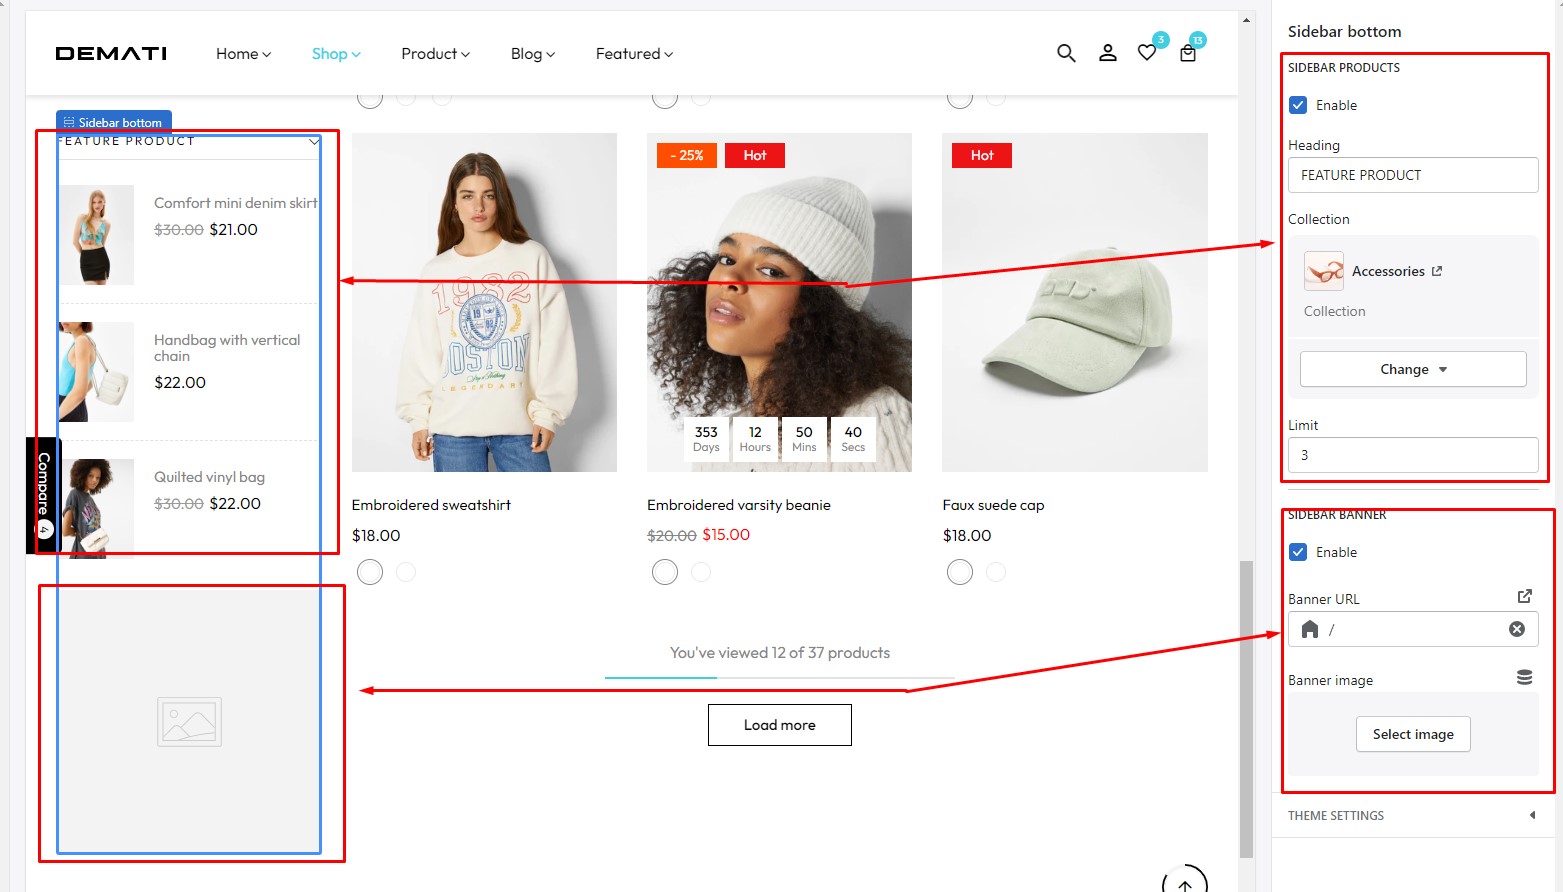 DEMATI
Home
Shop
Product
Blog
Featured
3
13
Sidebar bottom
FEATURE PRODUCT
Comfort mini denim skirt
$30.00 $21.00
Handbag with vertical
chain
$22.00
Quilted vinyl bag
$30.00 $22.00
Compare 4
1982
BOSTON
LEGENDARY
Embroidered sweatshirt
$18.00
- 25%
Hot
353
Days
12
Hours
50
Mins
40
Secs
Embroidered varsity beanie
$20.00 $15.00
Hot
Faux suede cap
$18.00
You've viewed 12 of 37 products
Load more
Sidebar bottom
SIDEBAR PRODUCTS
Enable
Heading
FEATURE PRODUCT
Collection
Accessories
Collection
Change
Limit
3
SIDEBAR BANNER
Enable
Banner URL
/
Banner image
Select image
THEME SETTINGS